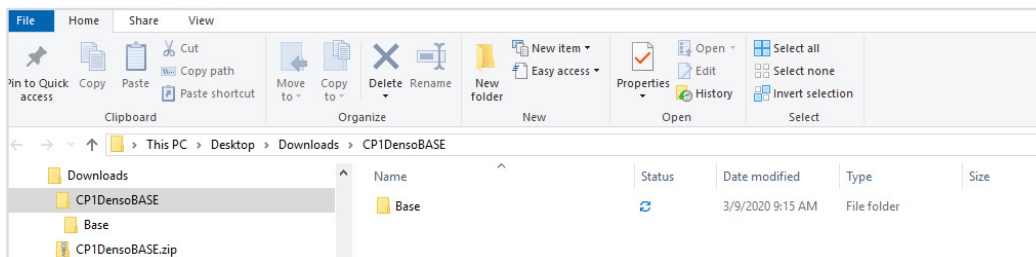 File Home Share View
Pin to Quick access
Copy
Paste
Cut
Copy path
Paste shortcut
Clipboard
Move to
Copy to
Delete
Rename
Organize
New folder
New item
Easy access
New
Properties
Open
Edit
History
Open
Select all
Select none
Invert selection
Select
This PC > Desktop > Downloads > CP1DensoBASE
Downloads
CP1DensoBASE
Base
CP1DensoBASE.zip
Name Status Date modified Type Size
Base 3/9/2020 9:15 AM File folder